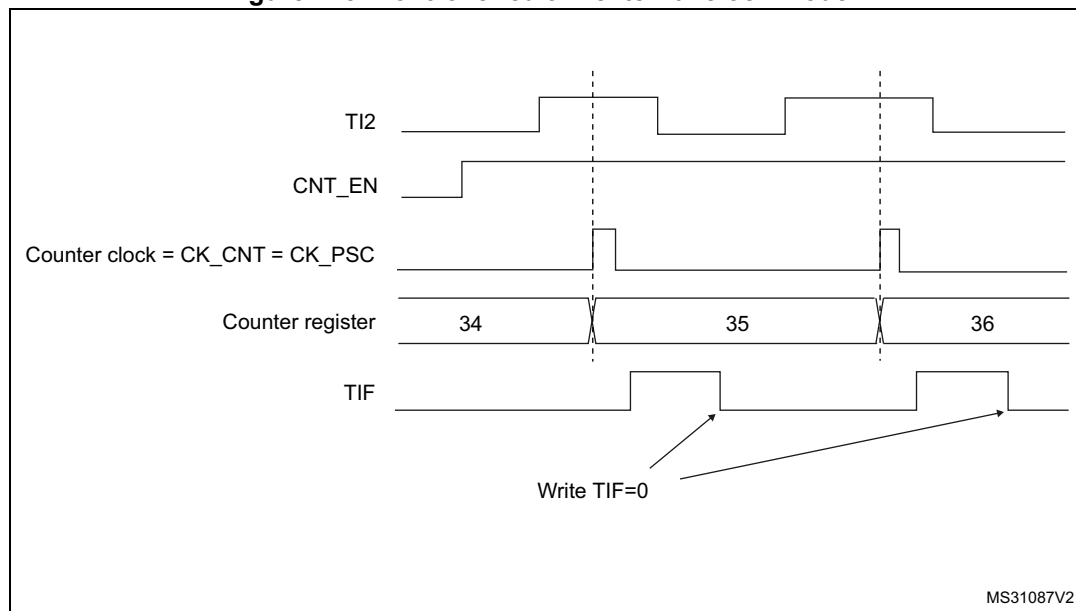 TI2
CNT_EN
Counter clock = CK_CNT = CK_PSC
Counter register
34
35
36
TIF
Write TIF=0
MS31087V2